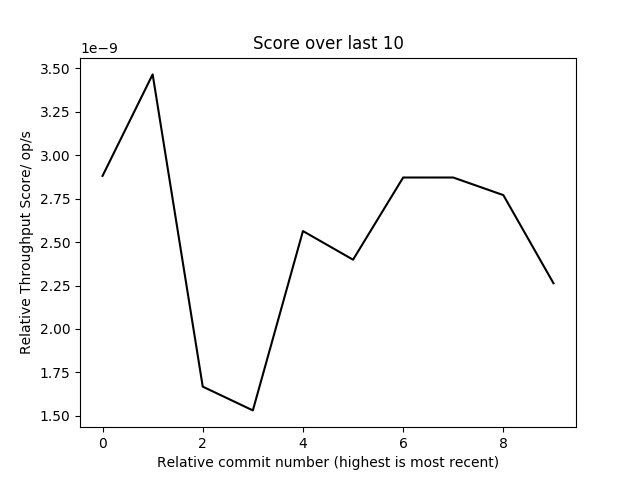 Score over last 10
1e−9
3.50
3.25
3.00
2.75
2.50
2.25
2.00
1.75
1.50
Relative Throughput Score/ op/s
0 2 4 6 8
Relative commit number (highest is most recent)